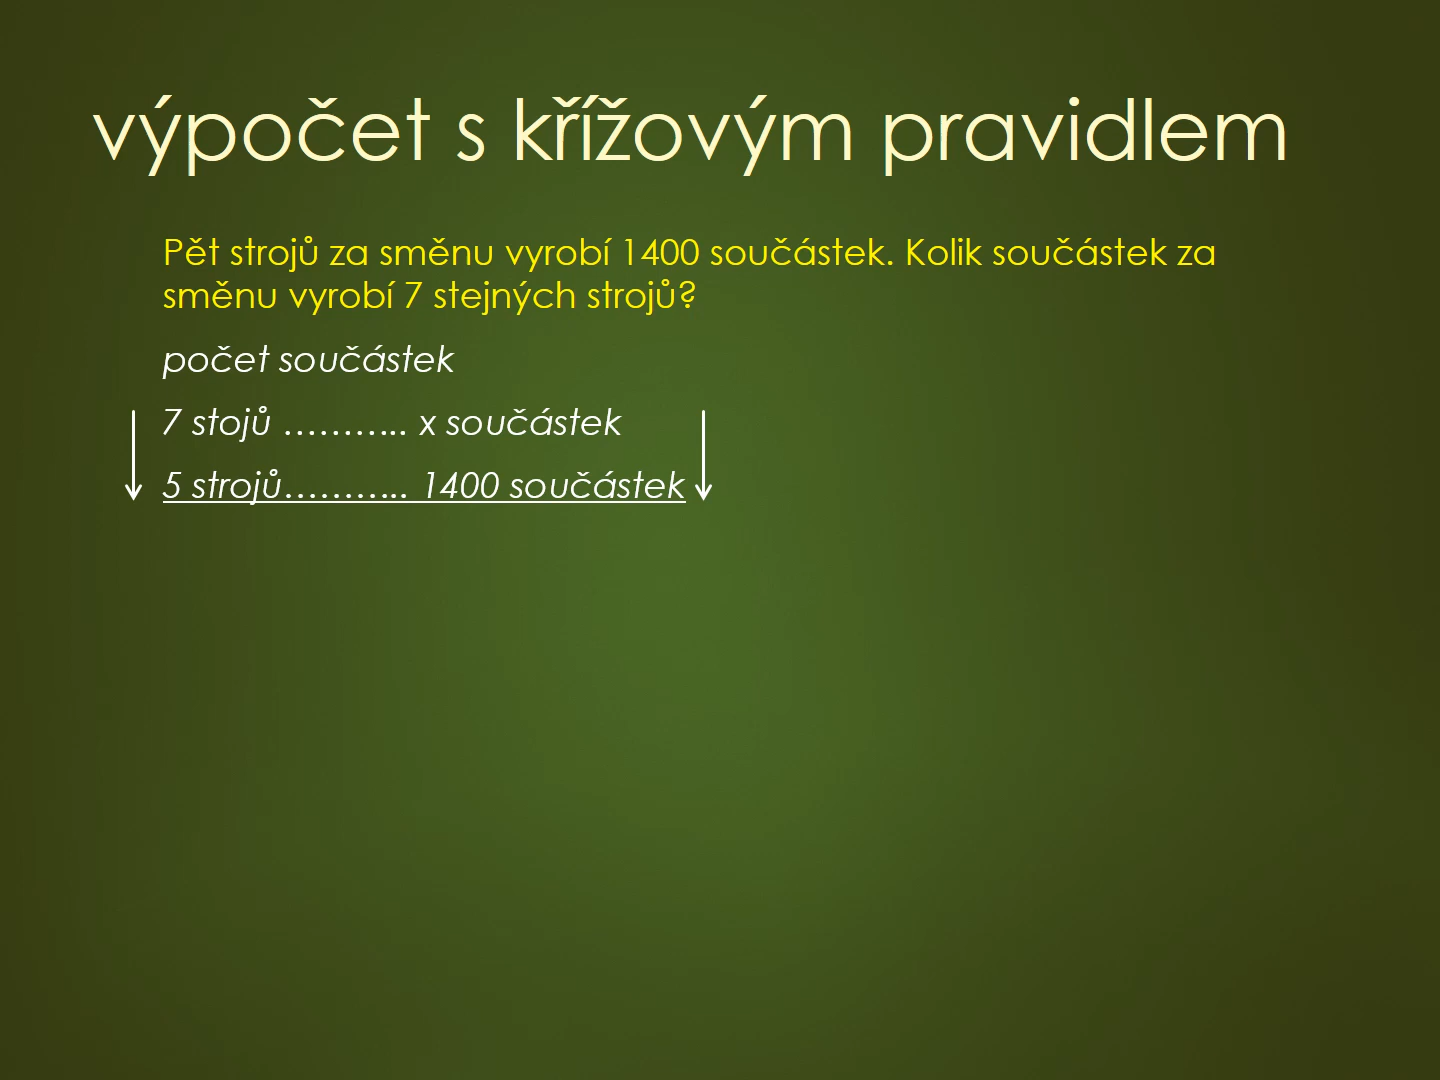 výpočet s křížovým pravidlem
Pět strojů za směnu vyrobí 1400 součástek. Kolik součástek za
směnu vyrobí 7 stejných strojů?
počet součástek
7 stojů ……….. x součástek
5 strojů……….. 1400 součástek